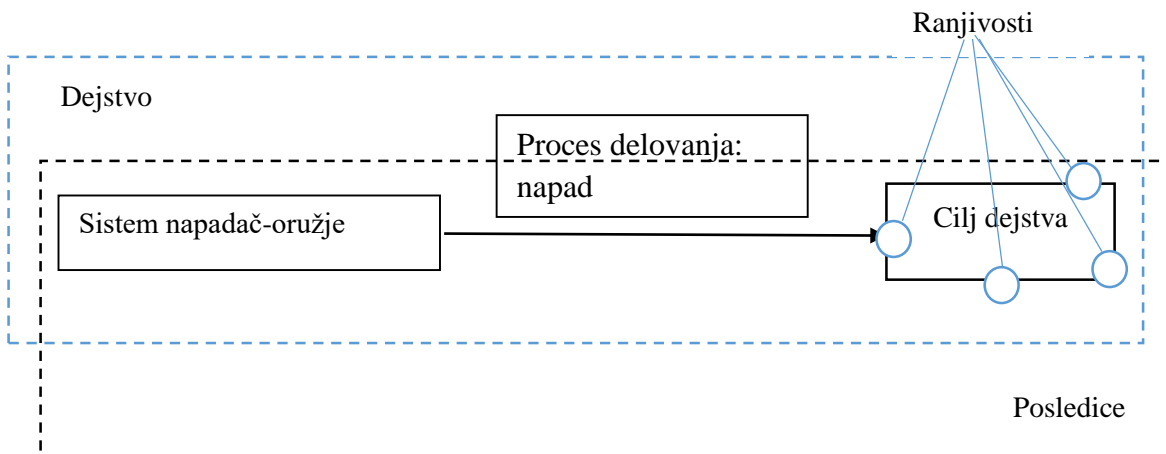 Ranjivosti
Dejstvo
Proces delovanja:
napad
Sistem napadač-oružje
Cilj dejstva
Posledice